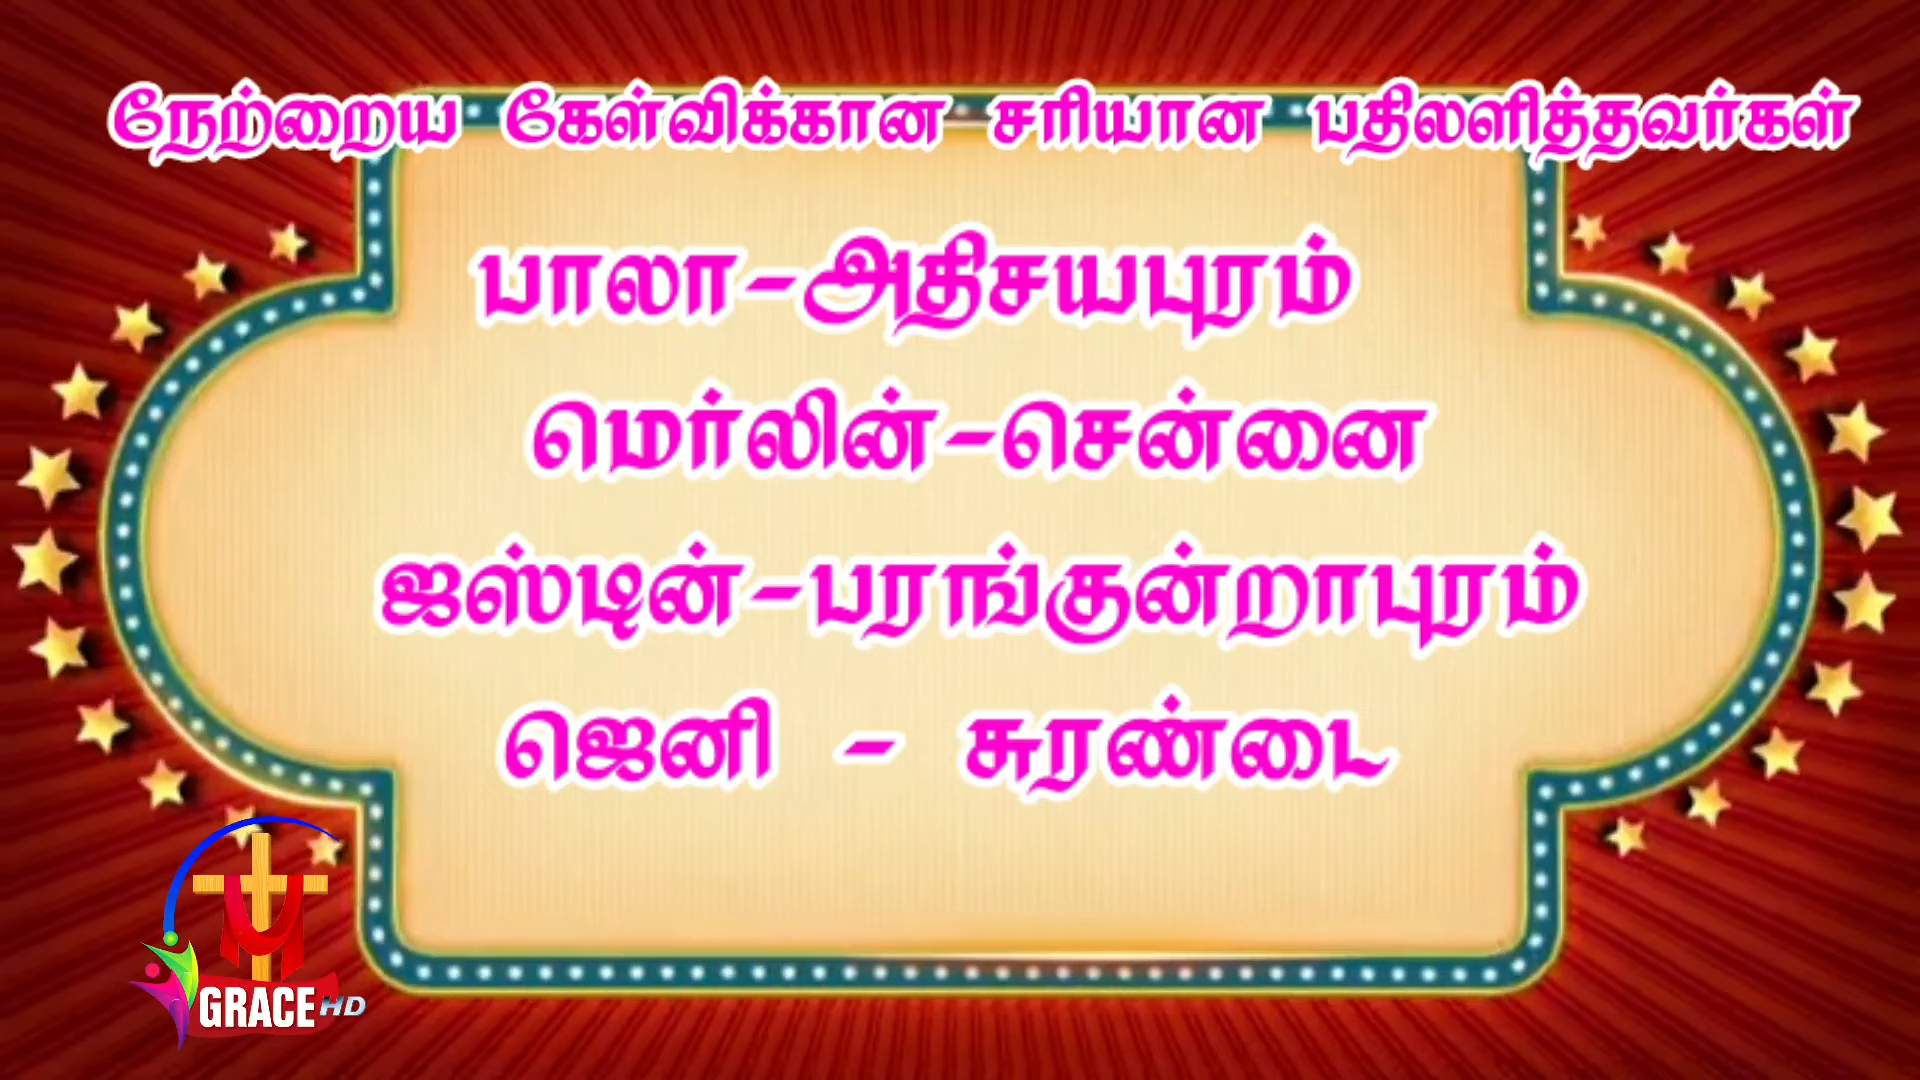 நேற்றைய கேள்விக்கான சரியான பதிலளித்தவர்கள்
பாலா-அதிசயபுரம்
மெர்லின்-சென்னை
ஜஸ்டின்-பரங்குன்றாபுரம்
ஜெனி - சுரண்டை
GRACE HD